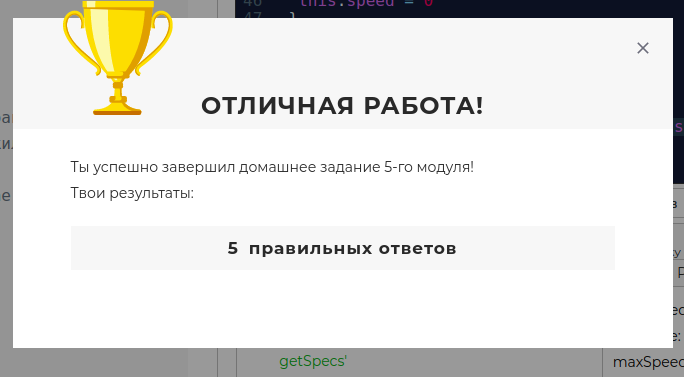 46 this.speed = 0
47 }
ОТЛИЧНАЯ РАБОТА!
Ты успешно завершил домашнее задание 5-го модуля!
Твои результаты:
5 правильных ответов
getSpecs'
maxSpeed